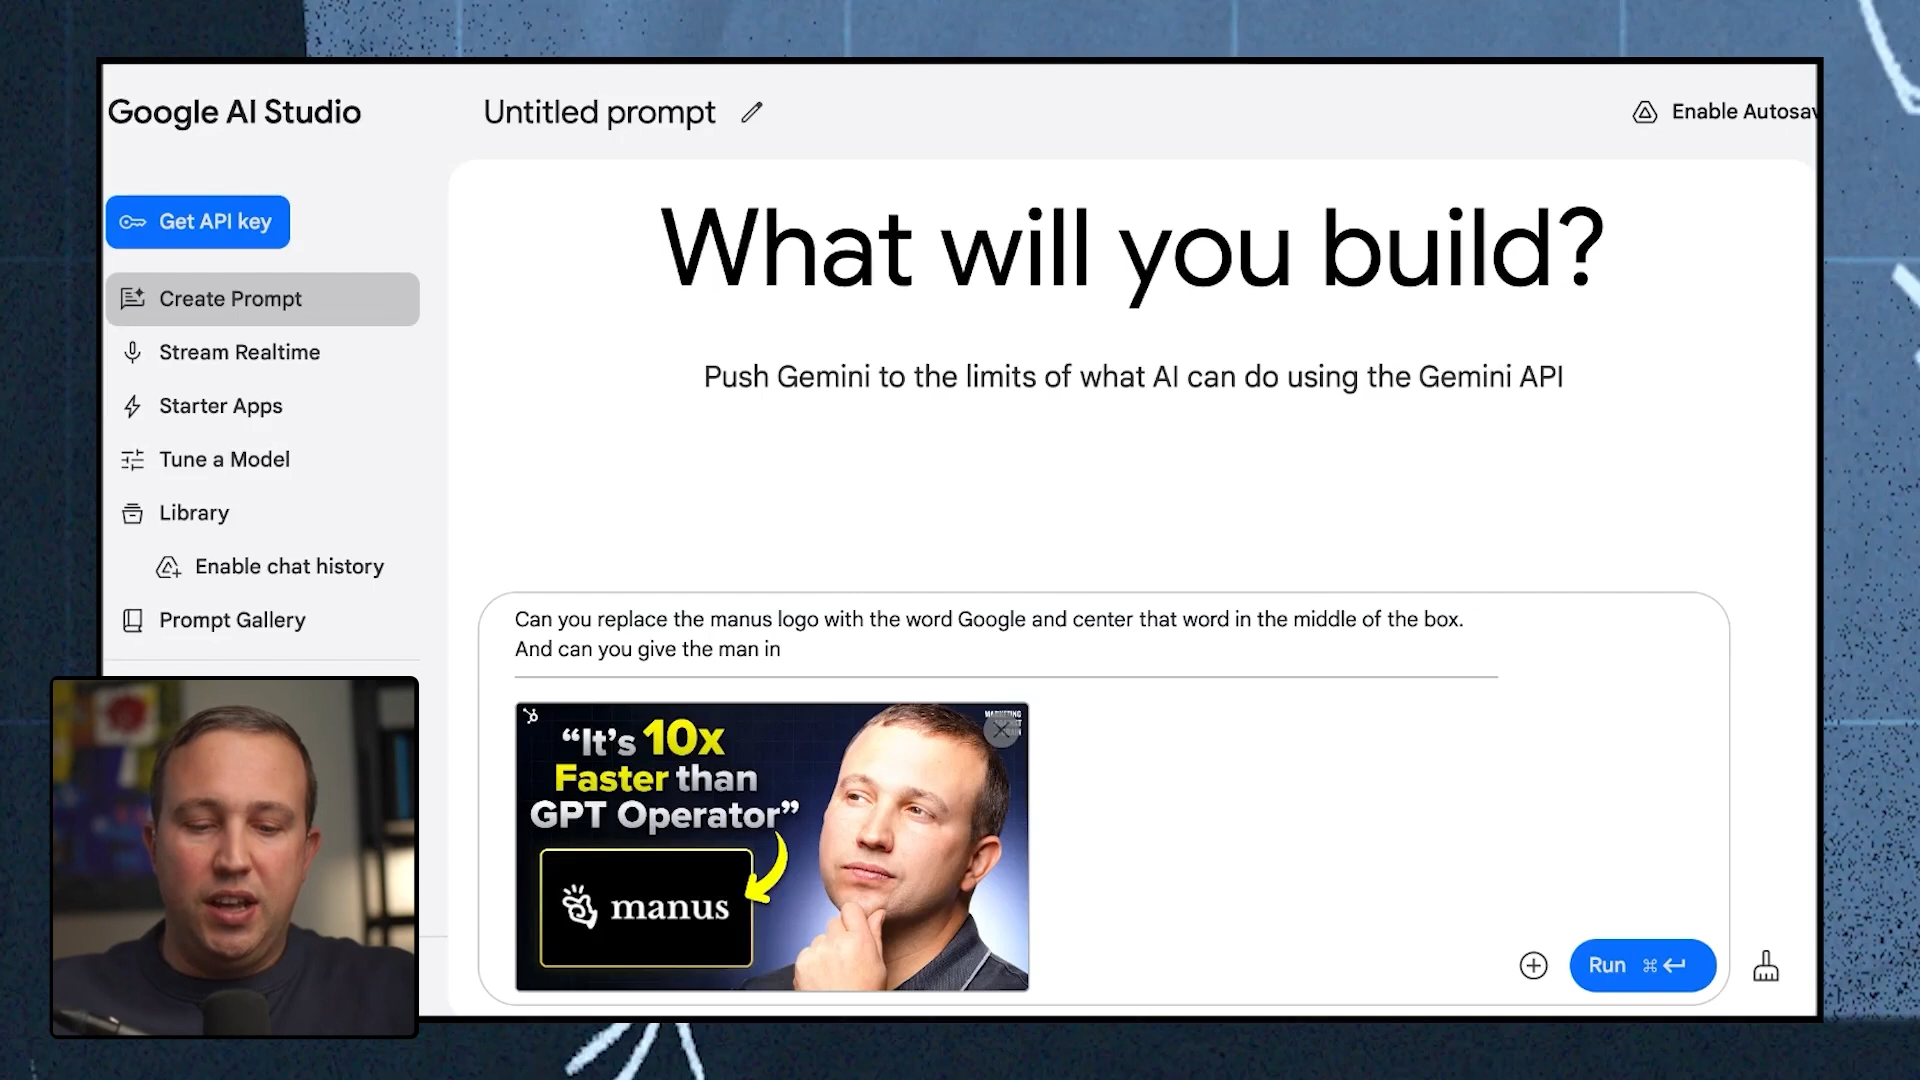 Google AI Studio
Untitled prompt
Enable Autosav
Get API key
Create Prompt
Stream Realtime
Starter Apps
Tune a Model
Library
Enable chat history
Prompt Gallery
What will you build?
Push Gemini to the limits of what AI can do using the Gemini API
Can you replace the manus logo with the word Google and center that word in the middle of the box.
And can you give the man in
“It's 10x
Faster than
GPT Operator”
manus
MARKETING
Run ⌘ ↵